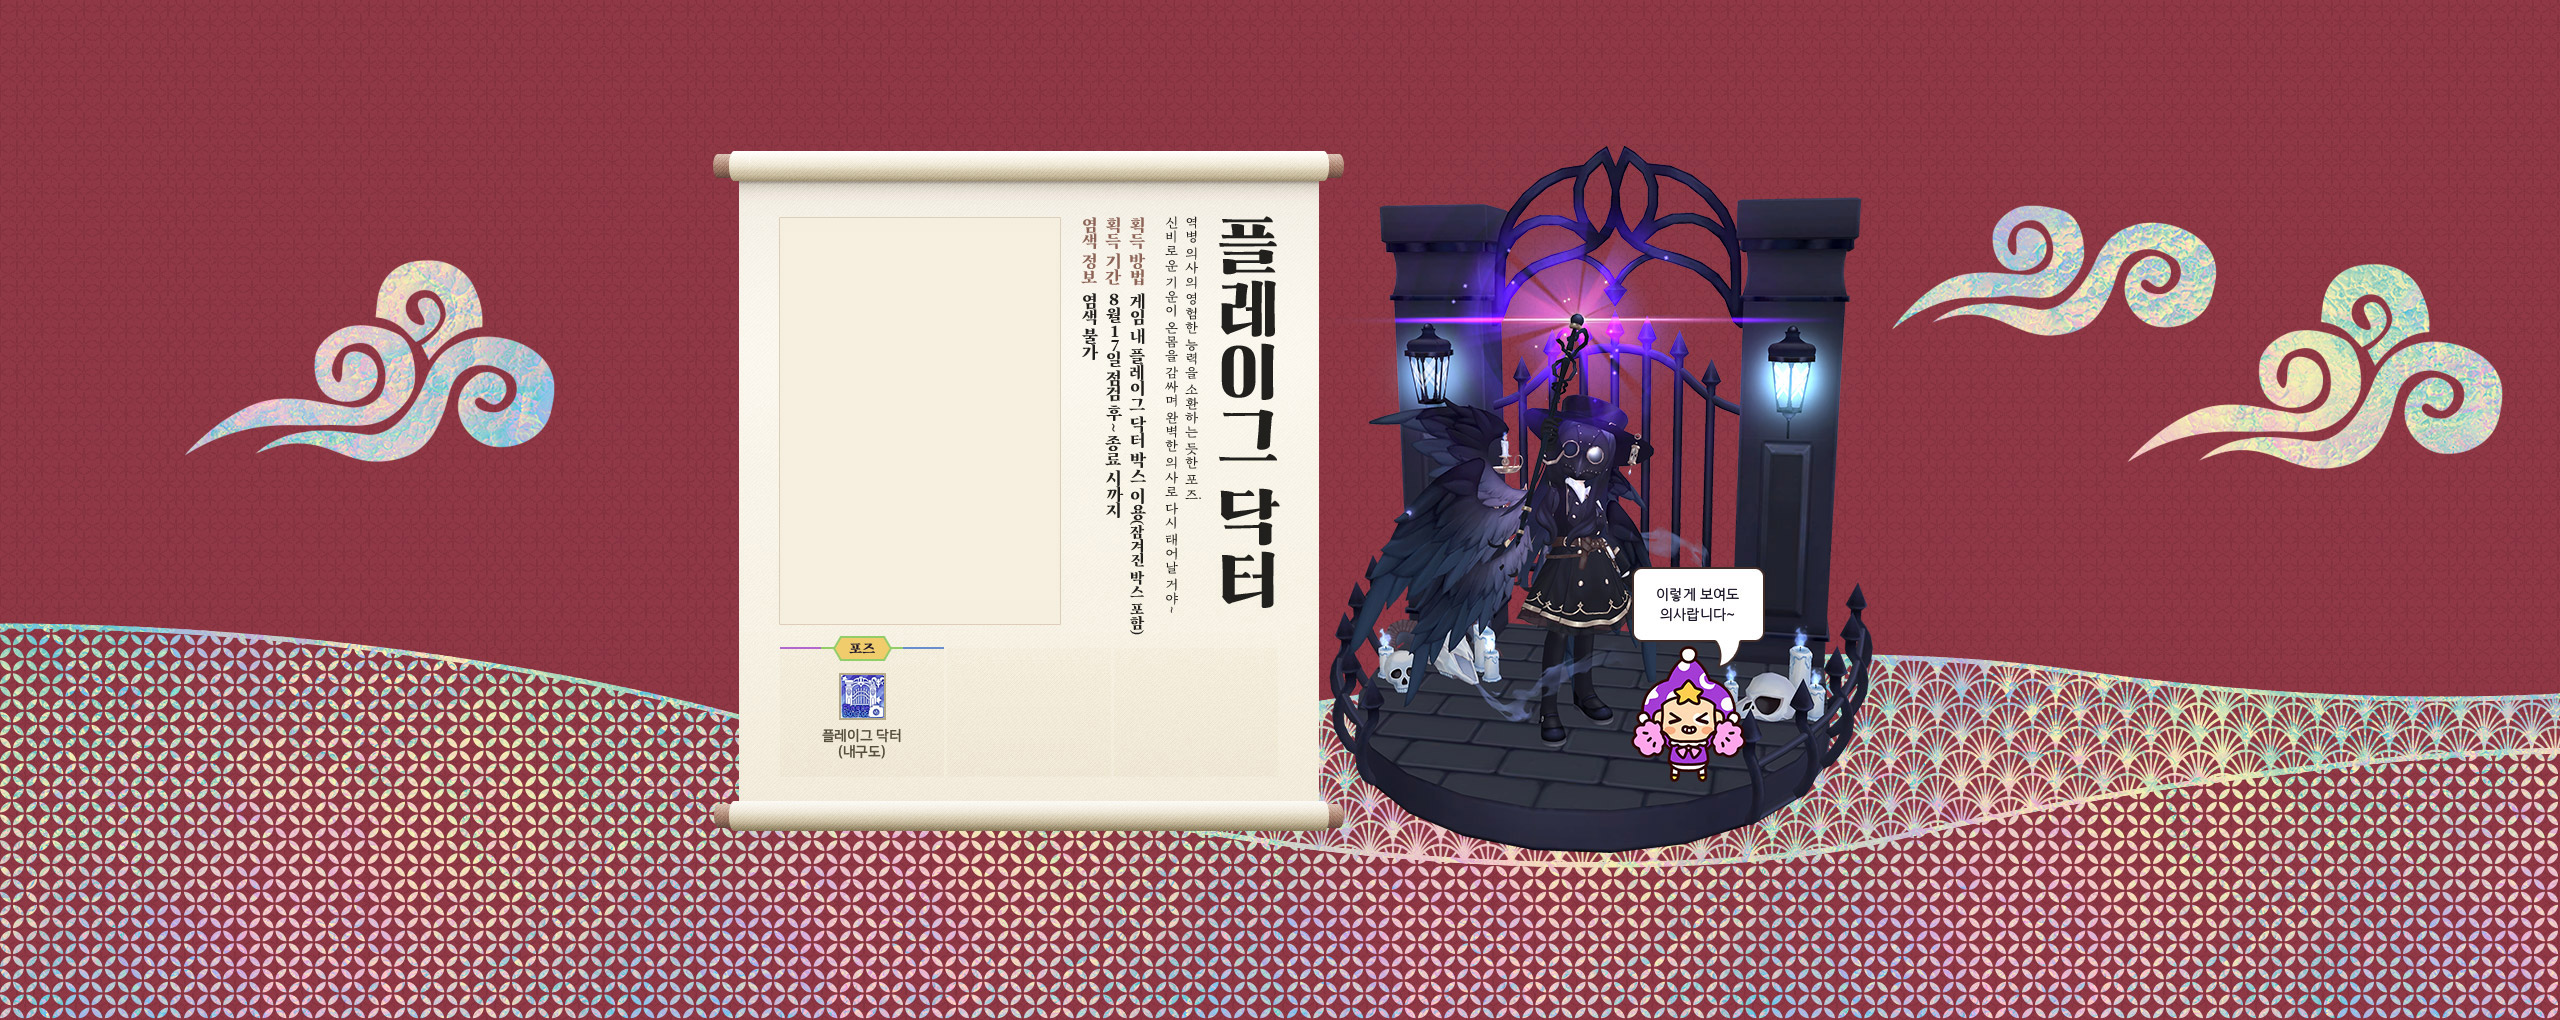 플레이그 닥터
역병 의사의 영험한 능력을 소환하는 듯한 포즈.
신비로운 기운이 온몸을 감싸며 완벽한 의사로 다시 태어날 거야~
획득 방법 게임 내 플레이그 닥터 박스 이용(잠겨진 박스 포함)
획득 기간 8월 17일 점검 후~종료 시까지
염색 정보 염색 불가
포즈
플레이그 닥터
(내구도)
이렇게 보여도
의사랍니다~